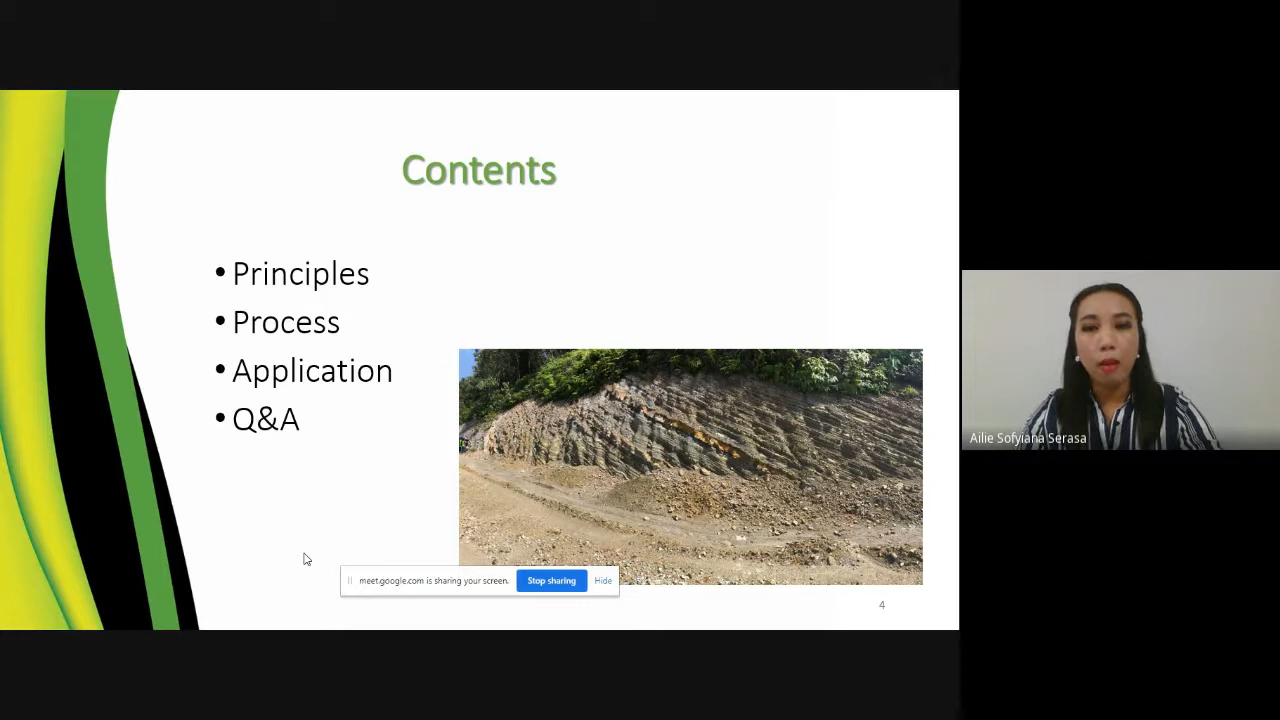 Contents
• Principles
• Process
• Application
• Q&A
meet.google.com is sharing your screen.
Stop sharing
Hide
4
Ailie Sofyiana Serasa